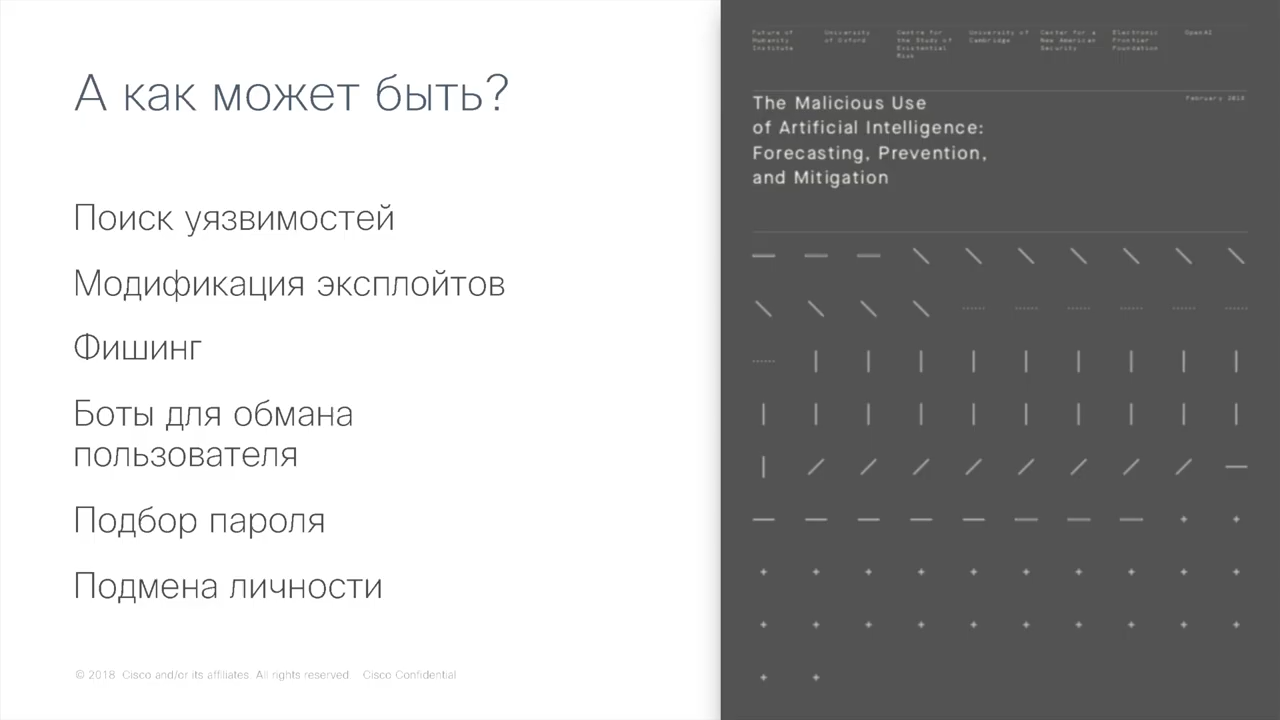 А как может быть?
Поиск уязвимостей
Модификация эксплойтов
Фишинг
Боты для обмана
пользователя
Подбор пароля
Подмена личности
© 2018 Cisco and/or its affiliates. All rights reserved. Cisco Confidential
Future of
Humanity
Institute
University
of Oxford
Centre for
the Study of
Existential
Risk
University of
Cambridge
Center for a
New American
Security
Electronic
Frontier
Foundation
OpenAI
February 2018
The Malicious Use
of Artificial Intelligence:
Forecasting, Prevention,
and Mitigation